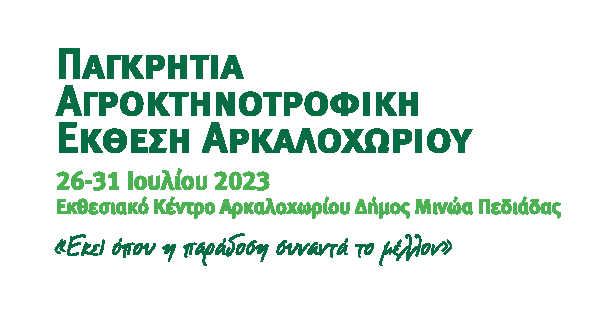 ΠΑΓΚΡΗΤΙΑ
ΑΓΡΟΚΤΗΝΟΤΡΟΦΙΚΗ
ΕΚΘΕΣΗ ΑΡΚΑΛΟΧΩΡΙΟΥ
26-31 Ιουλίου 2023
Εκθεσιακό Κέντρο Αρκαλοχωρίου Δήμος Μινώα Πεδιάδας
«Εκεί όπου η παράδοση συναντά το μέλλον»